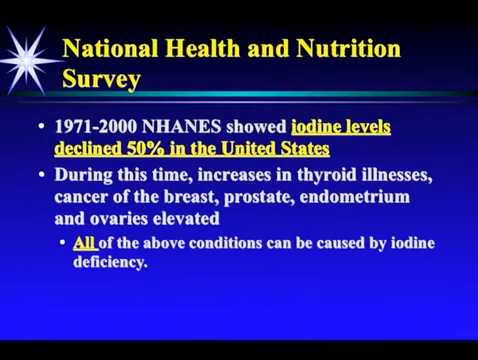 National Health and Nutrition
Survey
• 1971-2000 NHANES showed iodine levels
declined 50% in the United States
• During this time, increases in thyroid illnesses,
cancer of the breast, prostate, endometrium
and ovaries elevated
• All of the above conditions can be caused by iodine
deficiency.